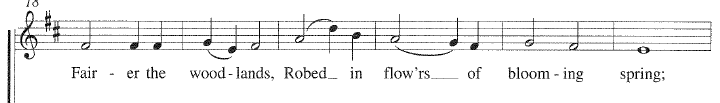 18
Fair - er the wood - lands, Robed_ in flow'rs___ of bloom - ing spring;